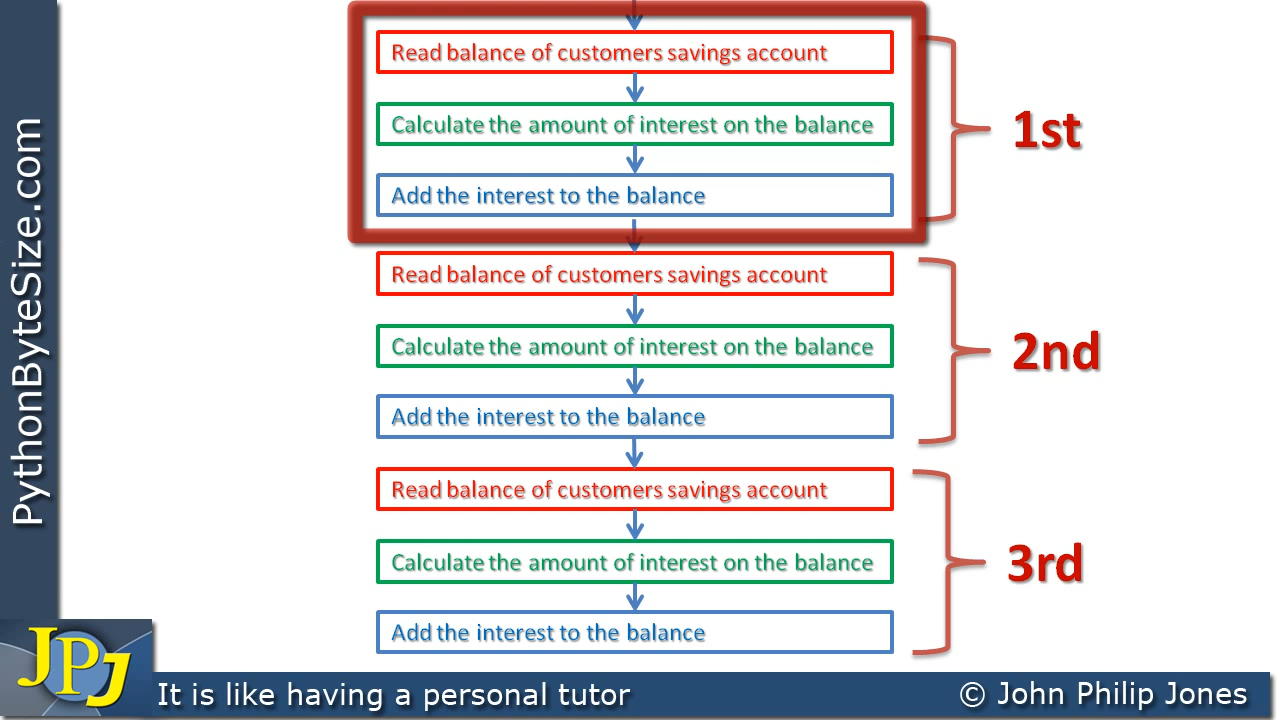 Read balance of customers savings account
Calculate the amount of interest on the balance
Add the interest to the balance
1st
Read balance of customers savings account
Calculate the amount of interest on the balance
Add the interest to the balance
2nd
Read balance of customers savings account
Calculate the amount of interest on the balance
Add the interest to the balance
3rd
PythonByteSize.com
JPJ
It is like having a personal tutor
© John Philip Jones